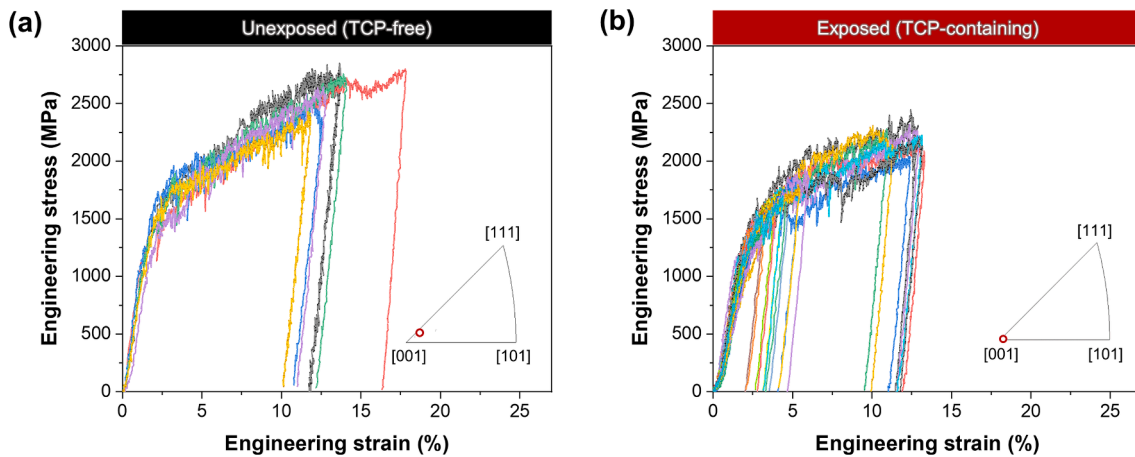 (a)
Unexposed (TCP-free)
3000
2500
2000
1500
1000
500
0
Engineering stress (MPa)
0 5 10 15 20 25
Engineering strain (%)
[111]
[001] [101]
(b)
Exposed (TCP-containing)
3000
2500
2000
1500
1000
500
0
Engineering stress (MPa)
0 5 10 15 20 25
Engineering strain (%)
[111]
[001] [101]